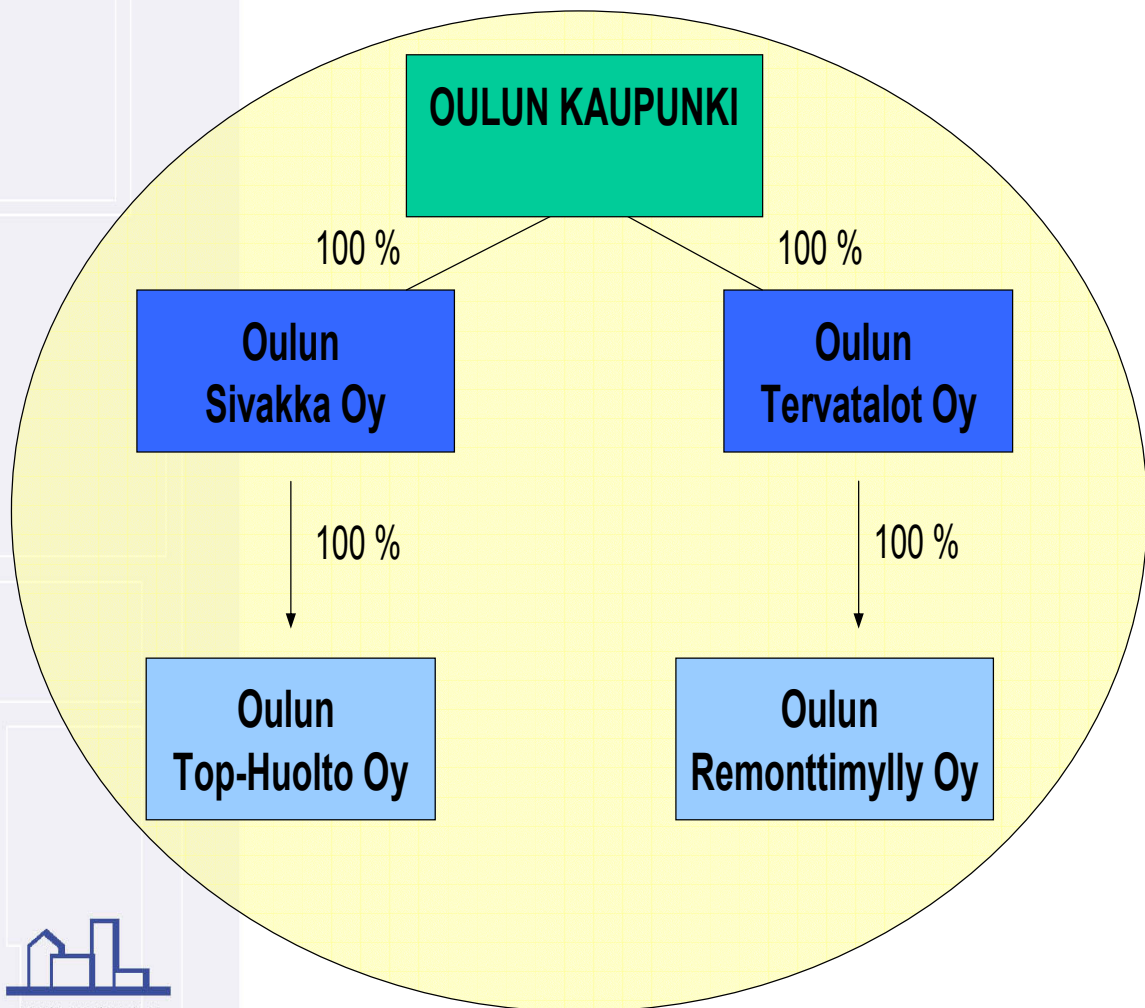 OULUN KAUPUNKI
100 %
100 %
Oulun
Sivakka Oy
Oulun
Tervatalot Oy
100 %
100 %
Oulun
Top-Huolto Oy
Oulun
Remonttimylly Oy